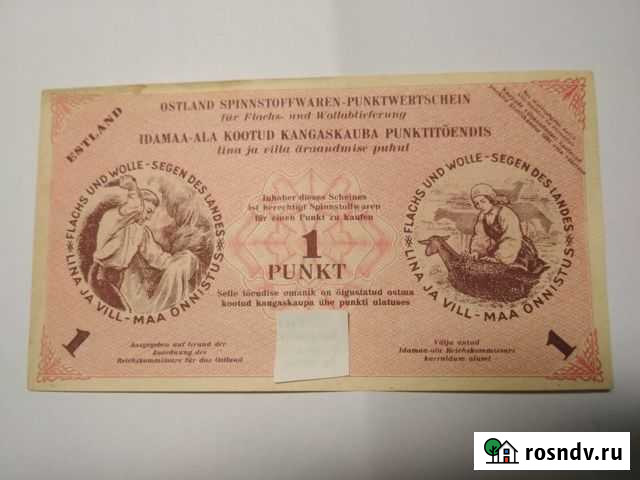 ESTLAND
OSTLAND SPINNSTOFFWAREN-PUNKTWERTSCHEIN
für Flachs- und Wollablieferung
IDAMAA-ALA KOOTUD KANGASKAUBA PUNKTITÕENDIS
lina ja villa äraandmise puhul
FLACHS UND WOLLE - SEGEN DES LANDES
LINA JA VILL - MAA ÕNNISTUS
Inhaber dieses Scheines
ist berechtigt Spinnstoffwaren
für einen Punkt zu kaufen
1
PUNKT
Selle tõendise omanik on õigustatud ostma
kootud kangaskaupa ühe punkti ulatuses
FLACHS UND WOLLE - SEGEN DES LANDES
LINA JA VILL - MAA ÕNNISTUS
1
Ausgegeben auf Grund der
Anordnung des
Reichskommissars für das Ostland
Välja antud
Idamaa-ala Reichskommissari
korralduse alusel
1
rosndv.ru